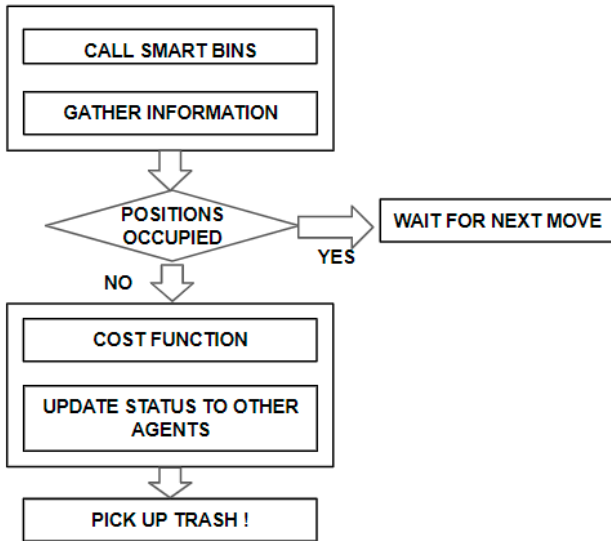 CALL SMART BINS
GATHER INFORMATION
POSITIONS
OCCUPIED
WAIT FOR NEXT MOVE
YES
NO
COST FUNCTION
UPDATE STATUS TO OTHER
AGENTS
PICK UP TRASH !